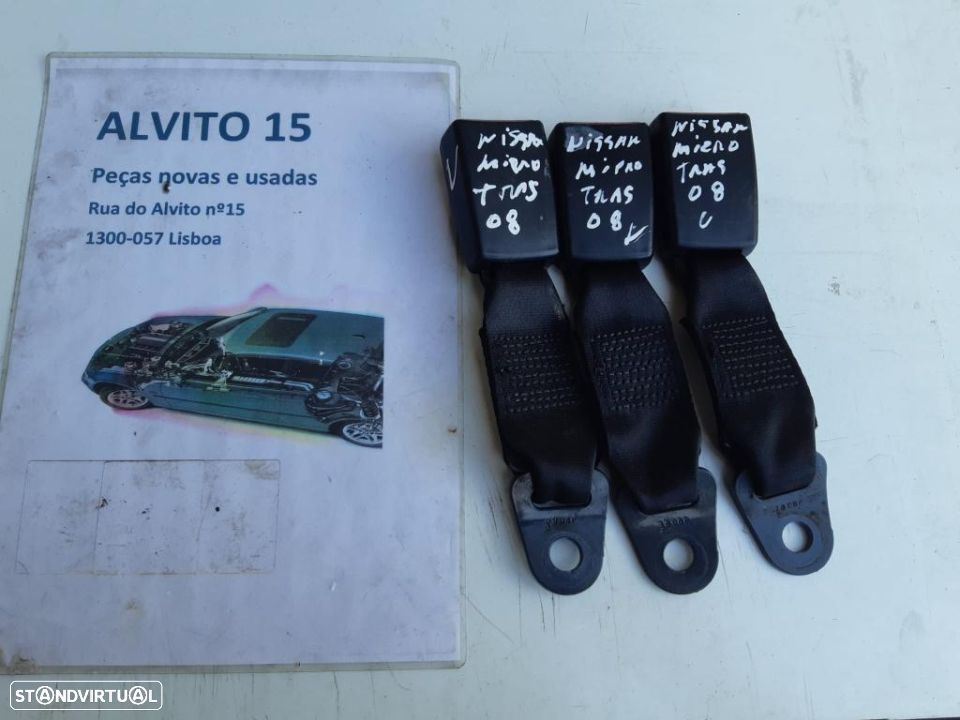 ALVITO 15
Peças novas e usadas
Rua do Alvito nº15
1300-057 Lisboa
NISSAN
MICRO
TRAS
08
NISSAN
MICRO
TRAS
08
NISSAN
MICRO
TRAS
08
STANDVIRTUAL